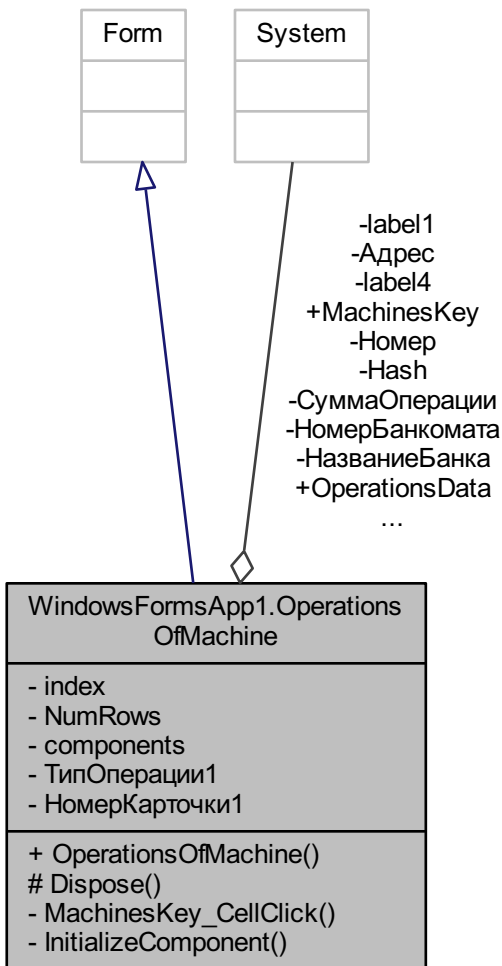 Form
System
-label1
-Адрес
-label4
+MachinesKey
-Номер
-Hash
-СуммаОперации
-НомерБанкомата
-НазваниеБанка
+OperationsData
...
WindowsFormsApp1.Operations
OfMachine
- index
- NumRows
- components
- ТипОперации1
- НомерКарточки1
+ OperationsOfMachine()
# Dispose()
- MachinesKey_CellClick()
- InitializeComponent()